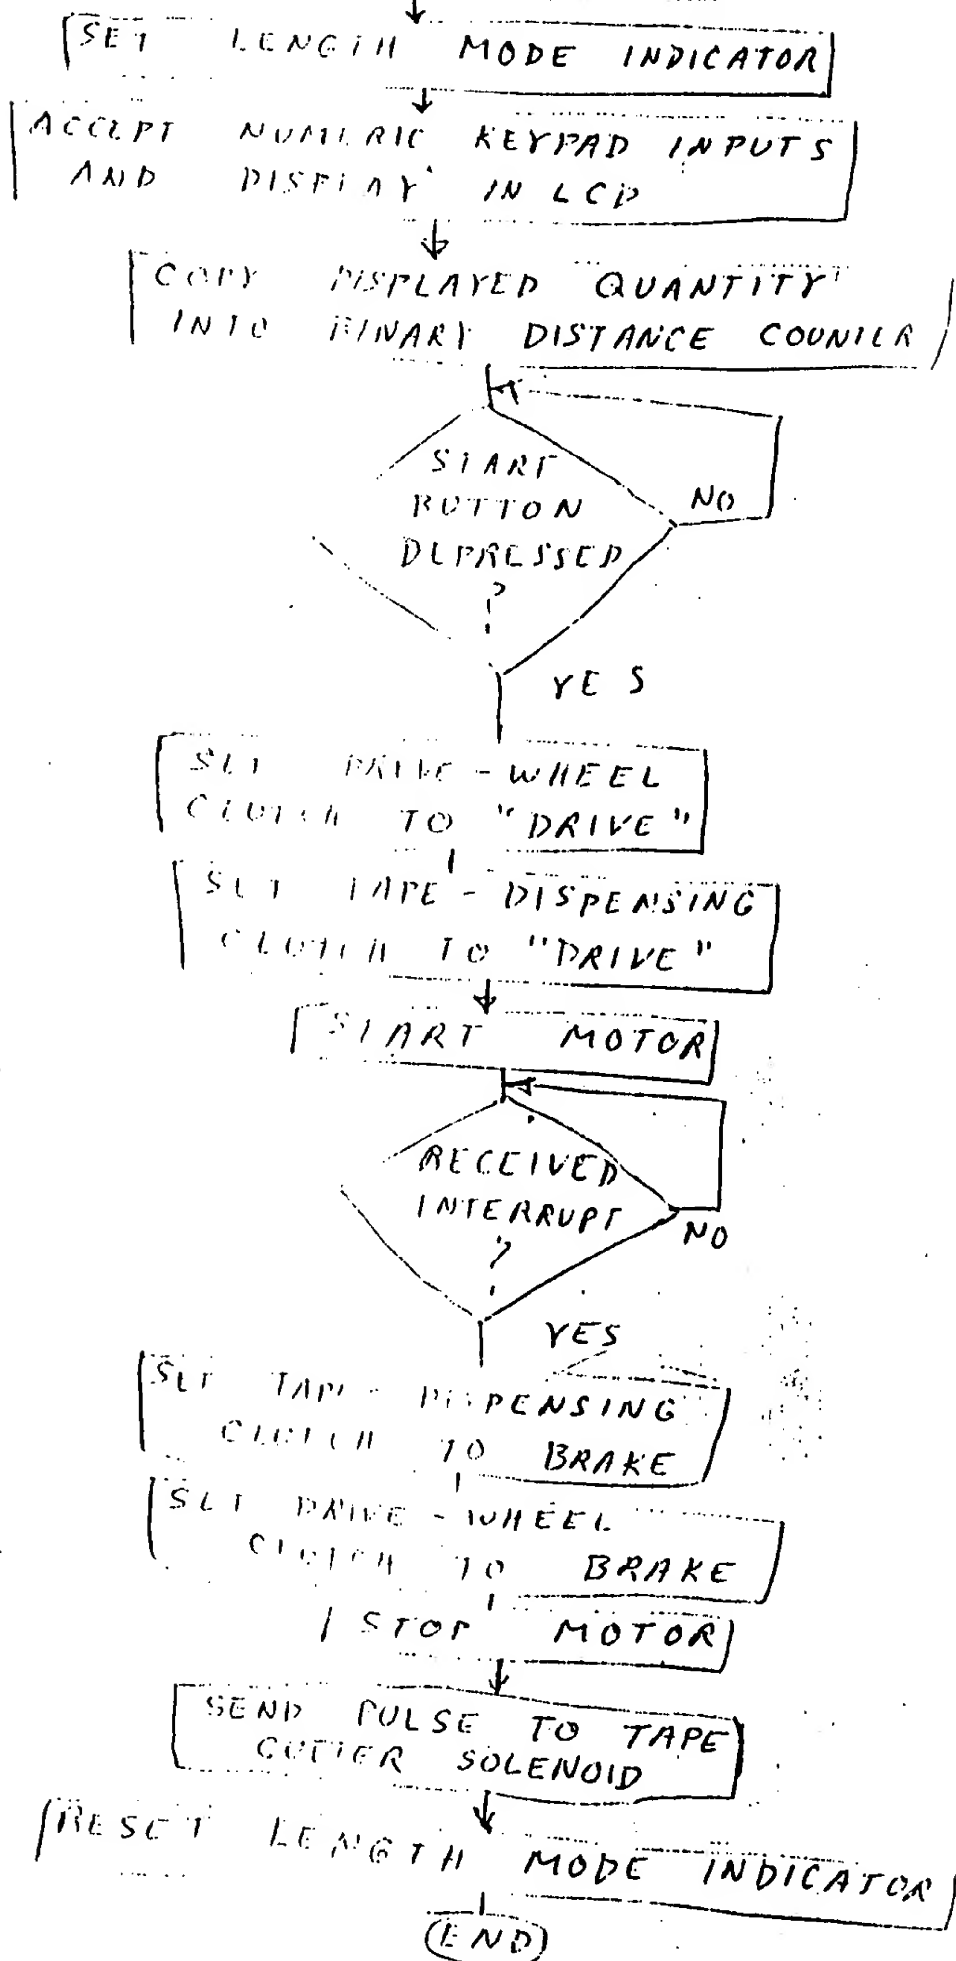 SET LENGTH MODE INDICATOR
ACCEPT NUMERIC KEYPAD INPUTS
AND DISPLAY IN LCD
COPY DISPLAYED QUANTITY
INTO BINARY DISTANCE COUNTER
START
BUTTON
DEPRESSED
?
NO
YES
SET DRIVE-WHEEL
CLUTCH TO "DRIVE"
SET TAPE-DISPENSING
CLUTCH TO "DRIVE"
START MOTOR
RECEIVED
INTERRUPT
?
NO
YES
SET TAPE-DISPENSING
CLUTCH TO BRAKE
SET DRIVE-WHEEL
CLUTCH TO BRAKE
STOP MOTOR
SEND PULSE TO TAPE
CUTTER SOLENOID
RESET LENGTH MODE INDICATOR
END